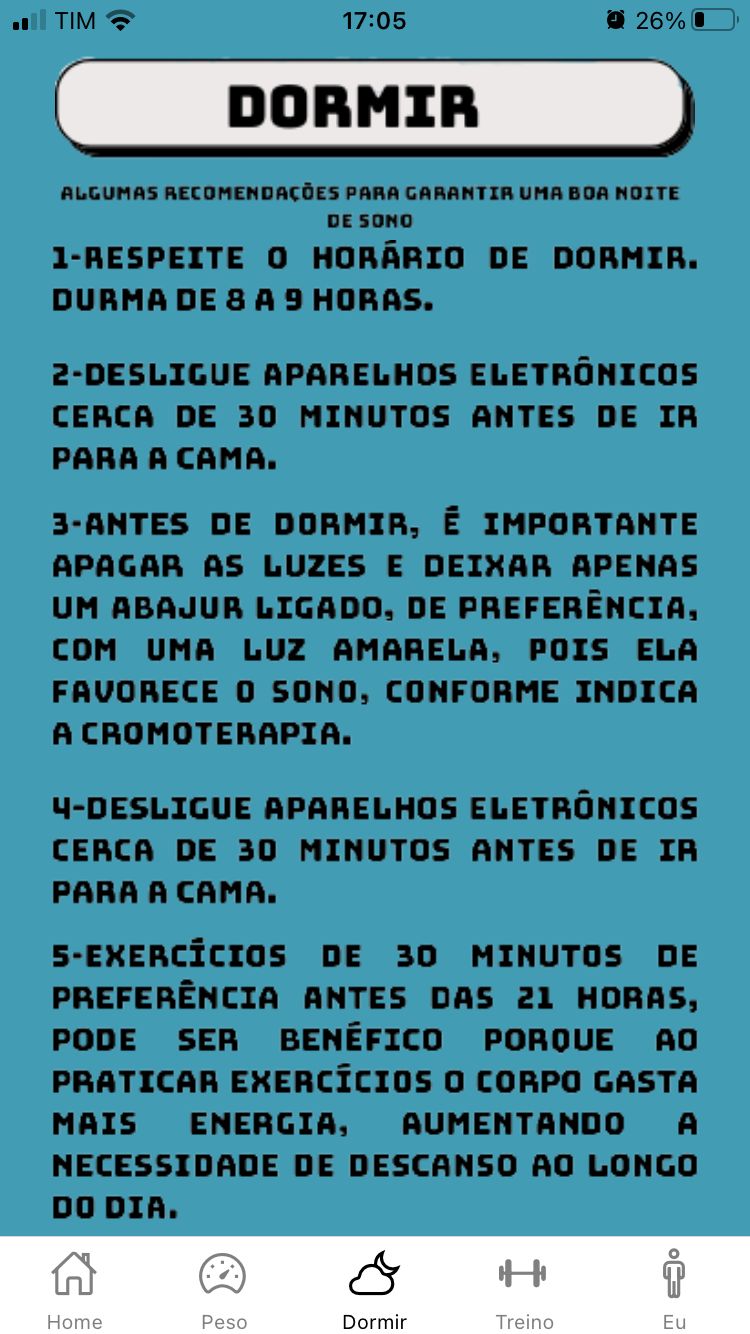 TIM 17:05 26%
DORMIR
ALGUMAS RECOMENDAÇÕES PARA GARANTIR UMA BOA NOITE
DE SONO
1-RESPEITE O HORÁRIO DE DORMIR.
DURMA DE 8 A 9 HORAS.
2-DESLIGUE APARELHOS ELETRÔNICOS
CERCA DE 30 MINUTOS ANTES DE IR
PARA A CAMA.
3-ANTES DE DORMIR, É IMPORTANTE
APAGAR AS LUZES E DEIXAR APENAS
UM ABAJUR LIGADO, DE PREFERÊNCIA,
COM UMA LUZ AMARELA, POIS ELA
FAVORECE O SONO, CONFORME INDICA
A CROMOTERAPIA.
4-DESLIGUE APARELHOS ELETRÔNICOS
CERCA DE 30 MINUTOS ANTES DE IR
PARA A CAMA.
5-EXERCÍCIOS DE 30 MINUTOS DE
PREFERÊNCIA ANTES DAS 21 HORAS,
PODE SER BENÉFICO PORQUE AO
PRATICAR EXERCÍCIOS O CORPO GASTA
MAIS ENERGIA, AUMENTANDO A
NECESSIDADE DE DESCANSO AO LONGO
DO DIA.
Home Peso Dormir Treino Eu